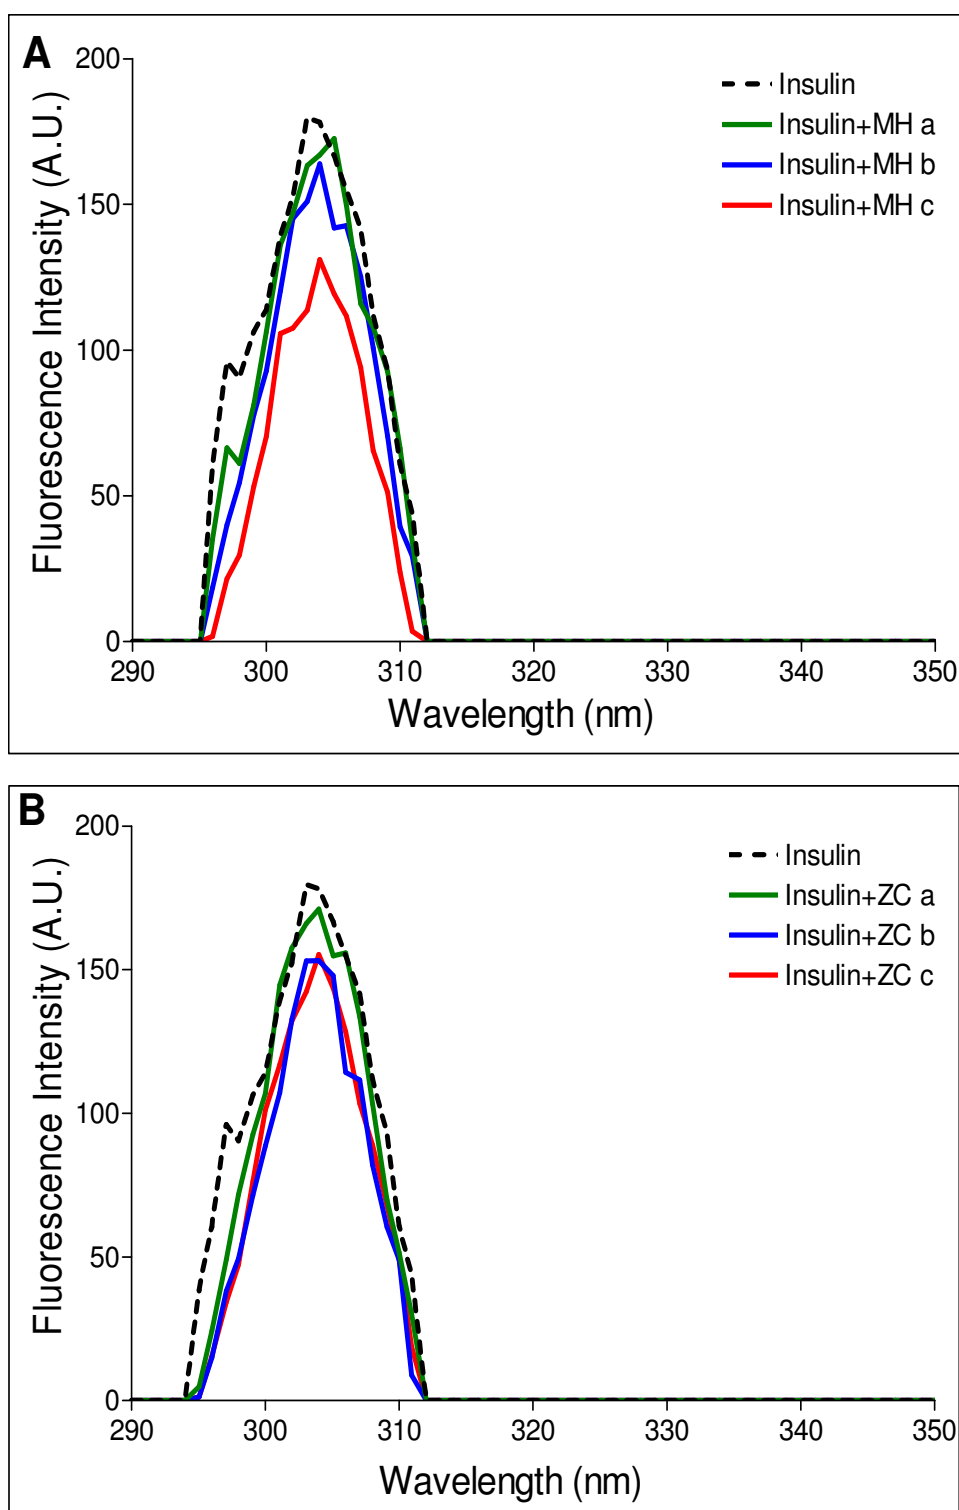 A
200
150
100
50
0
Fluorescence Intensity (A.U.)
Insulin
Insulin+MH a
Insulin+MH b
Insulin+MH c
290 300 310 320 330 340 350
Wavelength (nm)
B
200
150
100
50
0
Fluorescence Intensity (A.U.)
Insulin
Insulin+ZC a
Insulin+ZC b
Insulin+ZC c
290 300 310 320 330 340 350
Wavelength (nm)